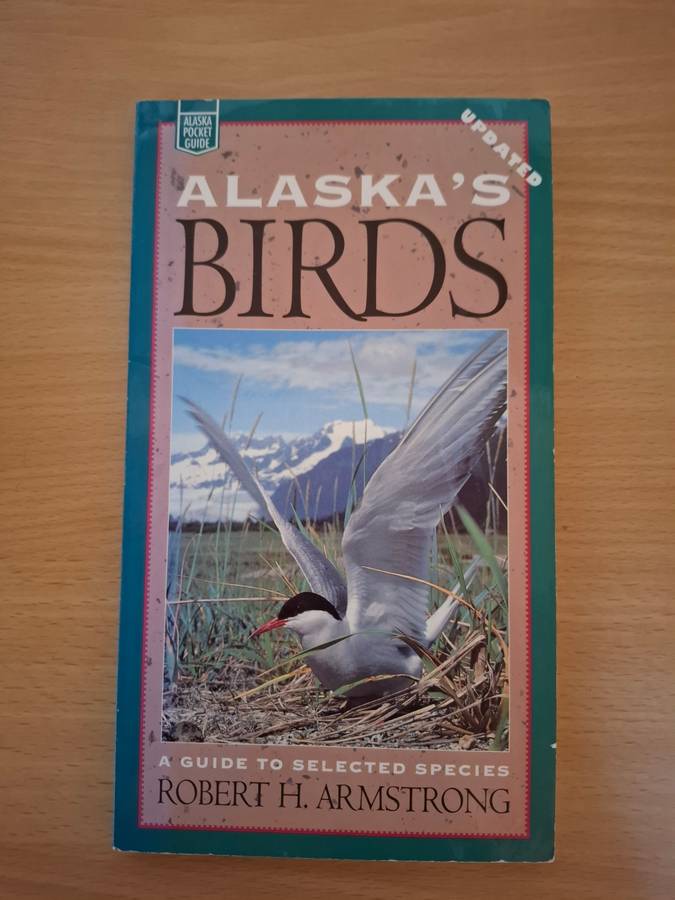 ALASKA
POCKET
GUIDE
UPDATED
ALASKA'S
BIRDS
A GUIDE TO SELECTED SPECIES
ROBERT H. ARMSTRONG